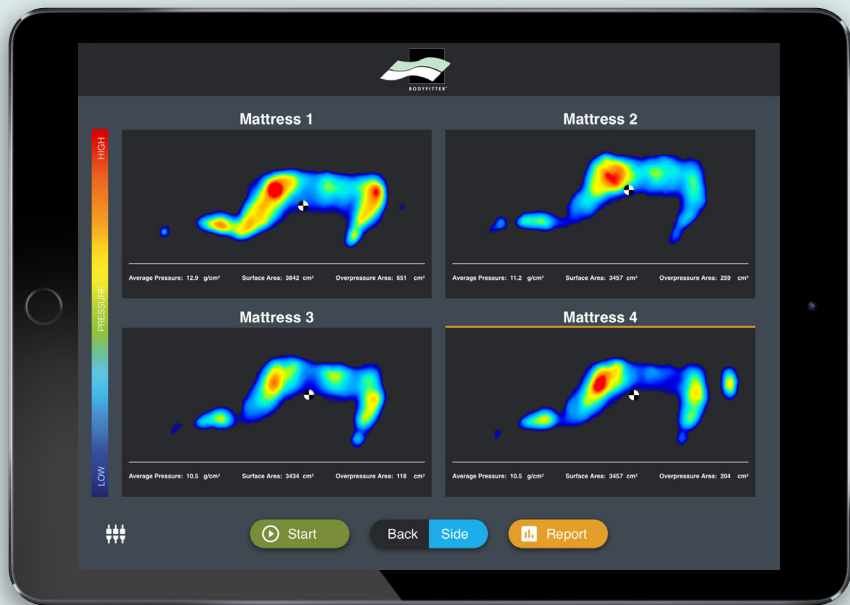 BODYFITTER
HIGH
PRESSURE
LOW
Mattress 1
Average Pressure: 12.9 g/cm² Surface Area: 3842 cm² Overpressure Area: 651 cm²
Mattress 2
Average Pressure: 11.2 g/cm² Surface Area: 3457 cm² Overpressure Area: 259 cm²
Mattress 3
Average Pressure: 10.5 g/cm² Surface Area: 3434 cm² Overpressure Area: 118 cm²
Mattress 4
Average Pressure: 10.5 g/cm² Surface Area: 3457 cm² Overpressure Area: 204 cm²
Start
Back
Side
Report